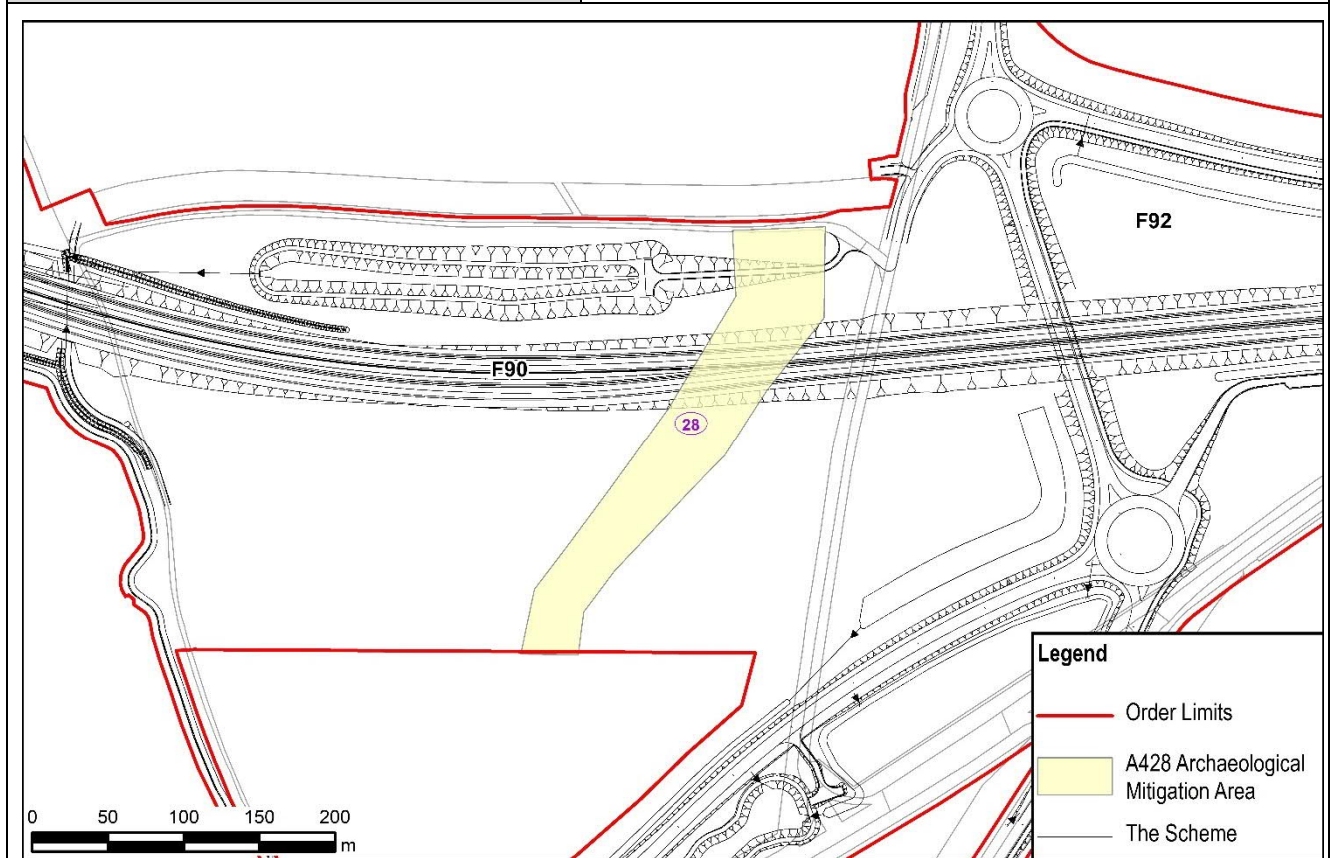 F92
F90
28
Legend
Order Limits
A428 Archaeological
Mitigation Area
The Scheme
0 50 100 150 200
m